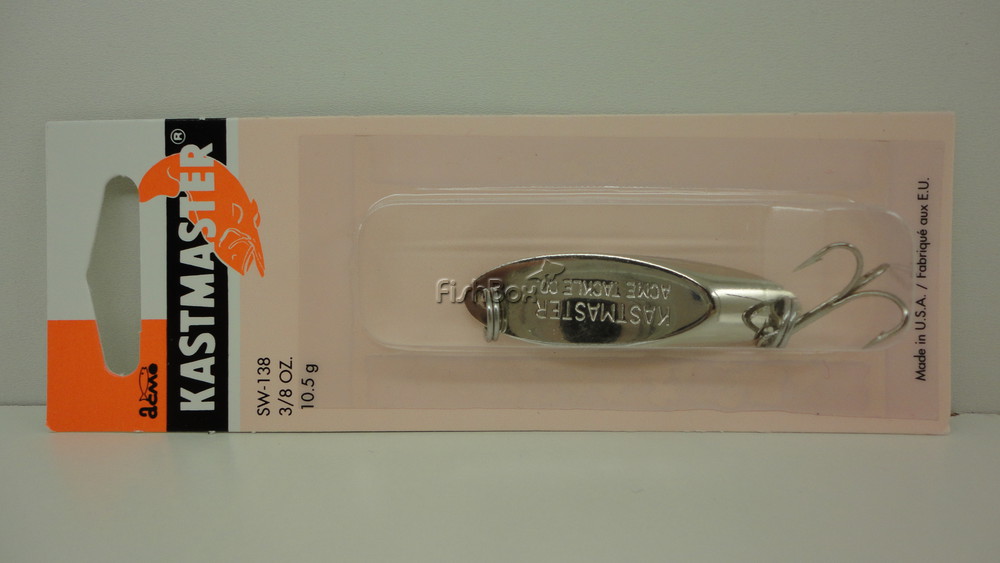 acme
KASTMASTER®
SW-138
3/8 OZ.
10.5 g
FishBox
KASTMASTER
ACME TACKLE CO
Made in U.S.A. / Fabriqué aux E.U.